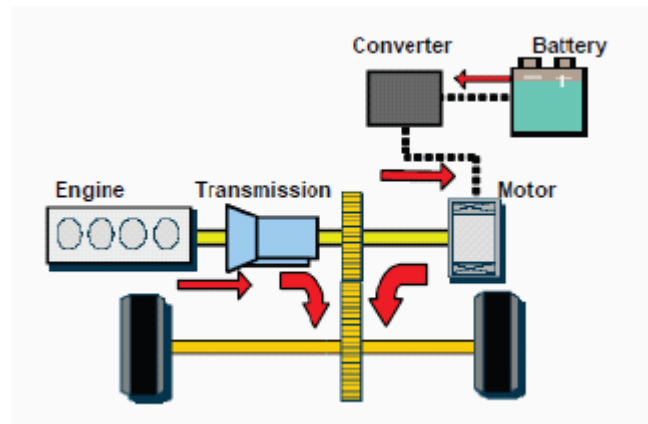 Converter
Battery
Engine
Transmission
Motor